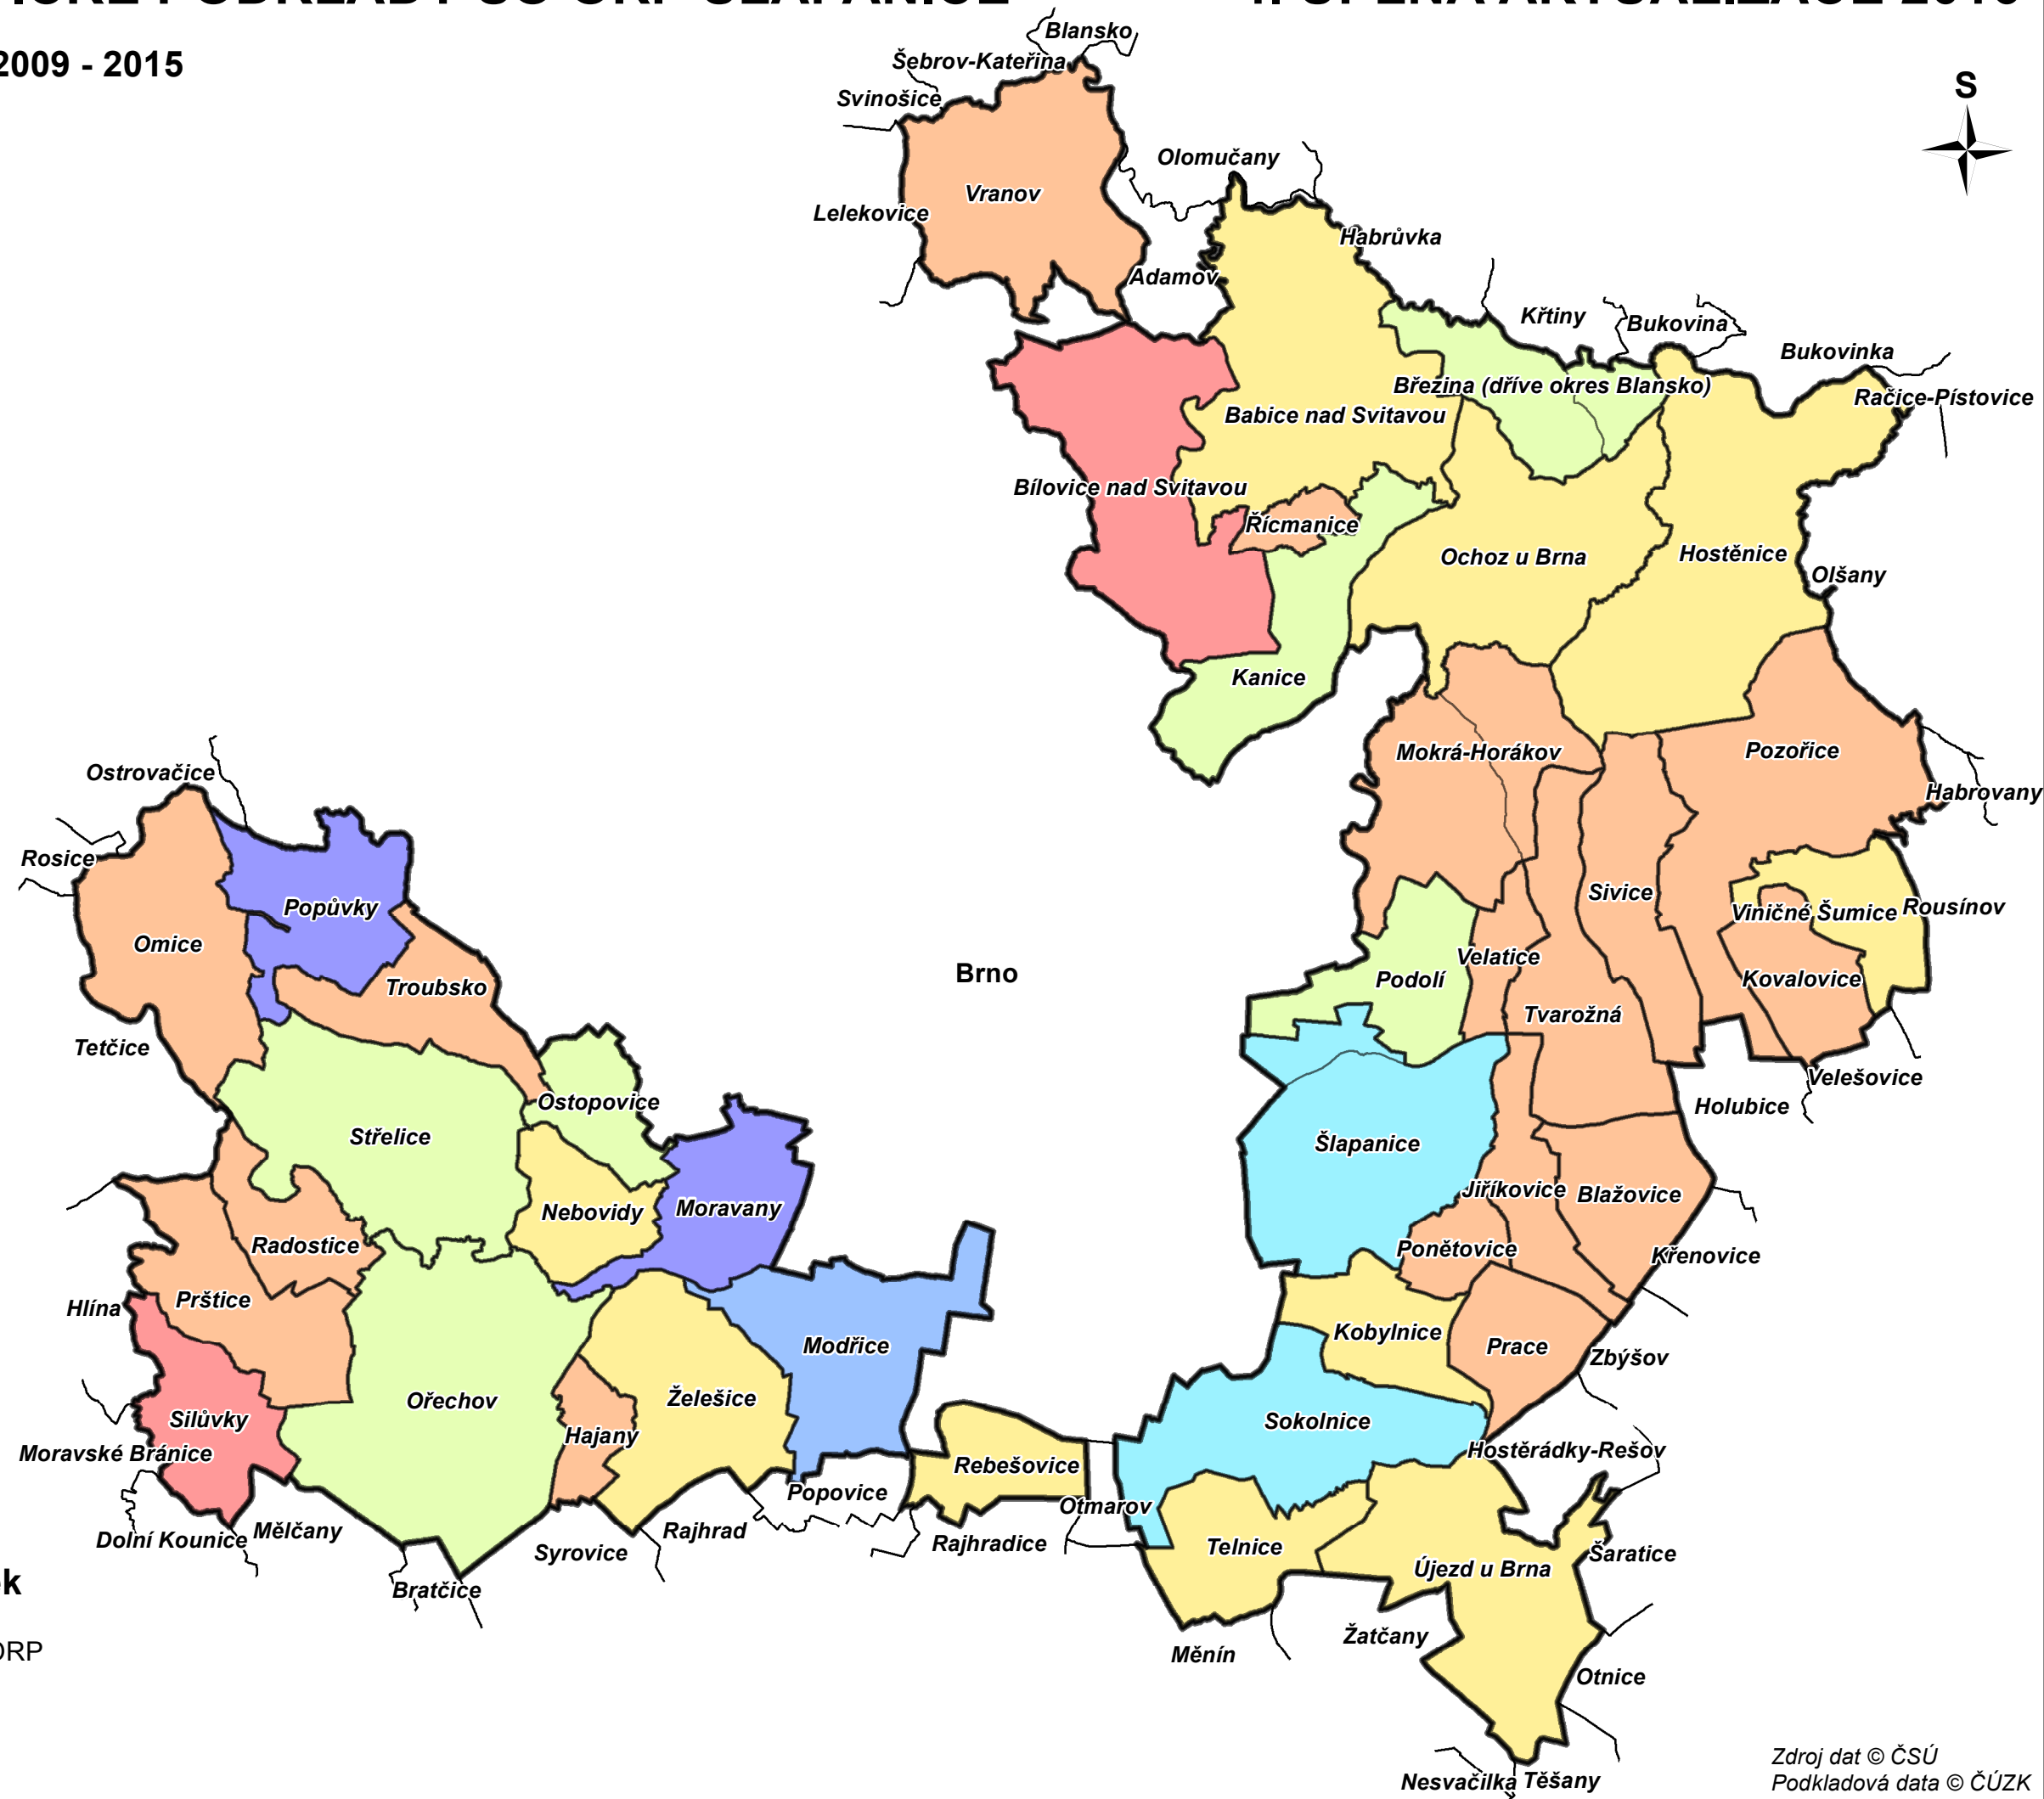 2009 - 2015
S
Blansko
Šebrov-Kateřina
Svinošice
Olomučany
Vranov
Lelekovice
Habrůvka
Adamov
Křtiny
Bukovina
Bukovinka
Březina (dříve okres Blansko)
Račice-Pístovice
Babice nad Svitavou
Bílovice nad Svitavou
Řícmanice
Ochoz u Brna
Hostěnice
Olšany
Kanice
Mokrá-Horákov
Pozořice
Ostrovačice
Habrovany
Rosice
Sivice
Popůvky
Viničné Šumice
Rousínov
Omice
Velatice
Brno
Podolí
Kovalovice
Troubsko
Tvarožná
Tetčice
Velešovice
Ostopovice
Holubice
Střelice
Šlapanice
Jiříkovice
Blažovice
Nebovidy
Moravany
Radostice
Ponětovice
Křenovice
Prštice
Hlína
Kobylnice
Modřice
Prace
Zbýšov
Želešice
Ořechov
Silůvky
Sokolnice
Hajany
Moravské Bránice
Hostěrádky-Rešov
Rebešovice
Popovice
Otmarov
Mělčany
Rajhrad
Dolní Kounice
Rajhradice
Telnice
Syrovice
Šaratice
Újezd u Brna
Bratčice
Žatčany
Měnín
ORP
Otnice
Zdroj dat © ČSÚ
Nesvačilka
Těšany
Podkladová data © ČÚZK